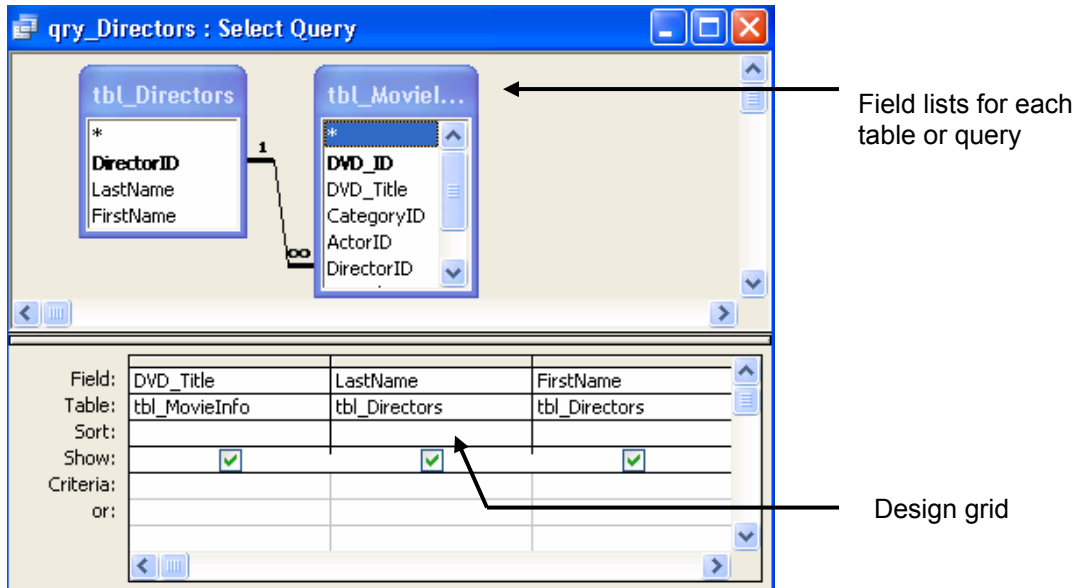 qry_Directors : Select Query
tbl_Directors
*
DirectorID
LastName
FirstName
1
∞
tbl_MovieI...
*
DVD_ID
DVD_Title
CategoryID
ActorID
DirectorID
Field lists for each
table or query
Field: DVD_Title LastName FirstName
Table: tbl_MovieInfo tbl_Directors tbl_Directors
Sort:
Show:
Criteria:
or:
Design grid